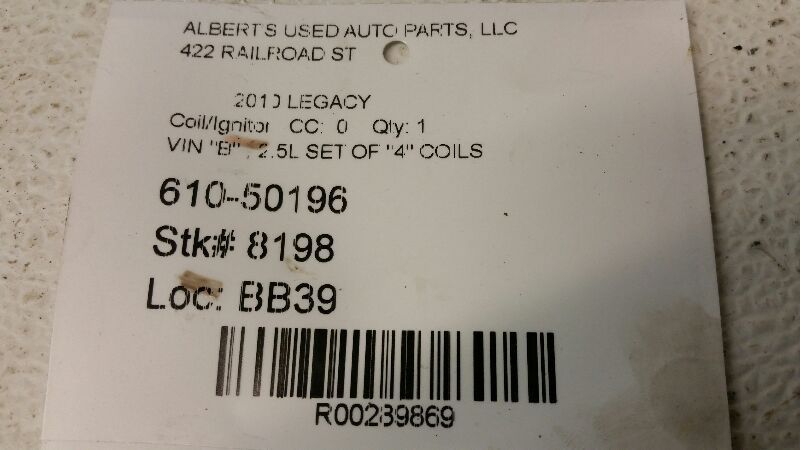 ALBERT'S USED AUTO PARTS, LLC
422 RAILROAD ST
2010 LEGACY
Coil/Ignitor CC: 0 Qty: 1
VIN "B", 2.5L SET OF "4" COILS
610-50196
Stk# 8198
Loc: BB39
R00289869